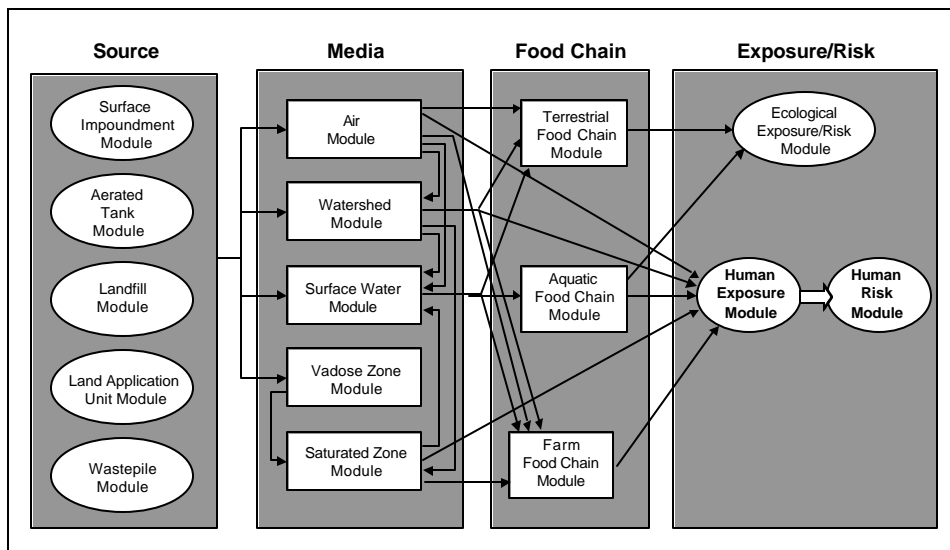 Source
Media
Food Chain
Exposure/Risk
Surface
Impoundment
Module
Aerated
Tank
Module
Landfill
Module
Land Application
Unit Module
Wastepile
Module
Air
Module
Watershed
Module
Surface Water
Module
Vadose Zone
Module
Saturated Zone
Module
Terrestrial
Food Chain
Module
Aquatic
Food Chain
Module
Farm
Food Chain
Module
Ecological
Exposure/Risk
Module
Human
Exposure
Module
Human
Risk
Module